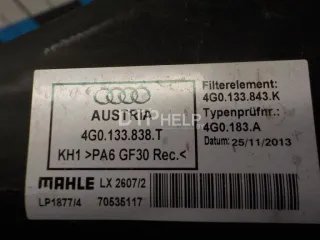 AUSTRIA
4G0.133.838.T
KH1 >PA6 GF30 Rec.<
Filterelement:
4G0.133.843.K
Typenprüfnr.:
4G0.183.A
Datum: 25/11/2013
MAHLE LX 2607/2
LP1877/4 70535117
DTPHELP